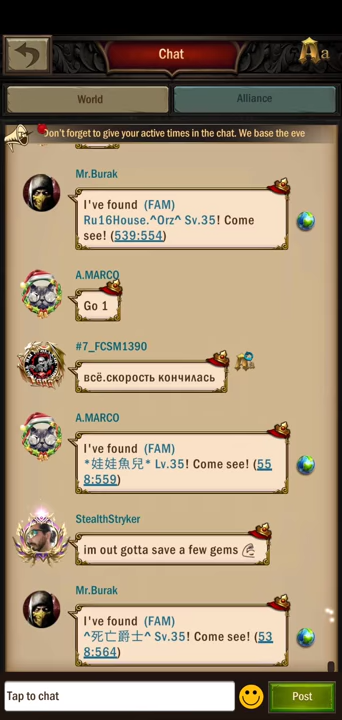 Chat
Aa
World
Alliance
Don't forget to give your active times in the chat. We base the eve
Mr.Burak
I've found (FAM)
Ru16House.^Orz^ Sv.35! Come
see! (539:554)
A.MARCO
Go 1
#7_FCSM1390
всё.скорость кончилась
A.MARCO
I've found (FAM)
*娃娃魚兒* Lv.35! Come see! (55
8:559)
StealthStryker
im out gotta save a few gems 💪
Mr.Burak
I've found (FAM)
^死亡爵士^ Sv.35! Come see! (53
8:564)
Tap to chat
Post